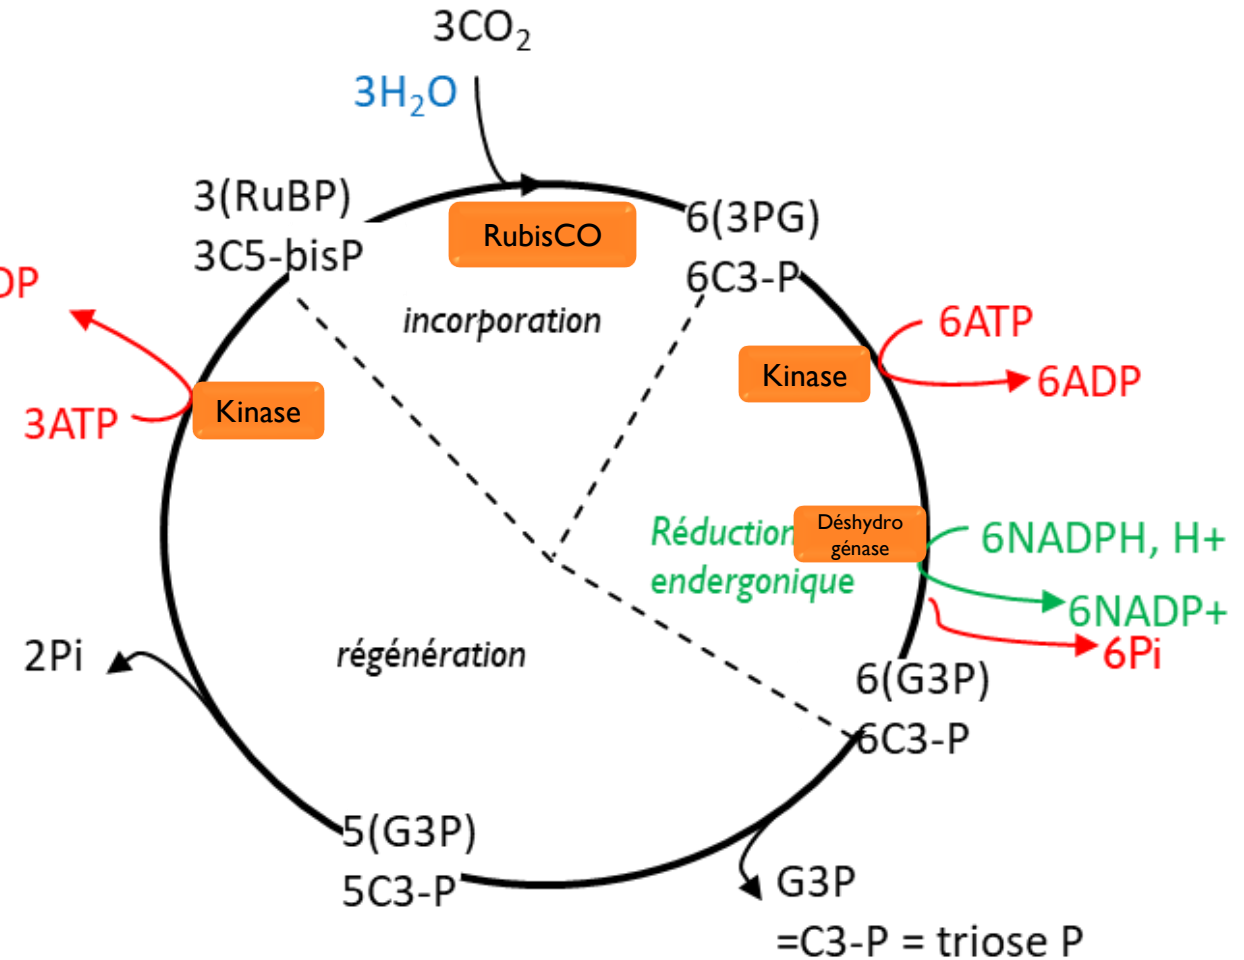 3CO₂
3H₂O
3(RuBP)
3C5-bisP
RubisCO
6(3PG)
6C3-P
DP
incorporation
6ATP
Kinase
6ADP
Kinase
3ATP
Réduction
endergonique
Déshydro
génase
6NADPH, H+
6NADP+
6Pi
2Pi
régénération
6(G3P)
6C3-P
5(G3P)
5C3-P
G3P
=C3-P = triose P